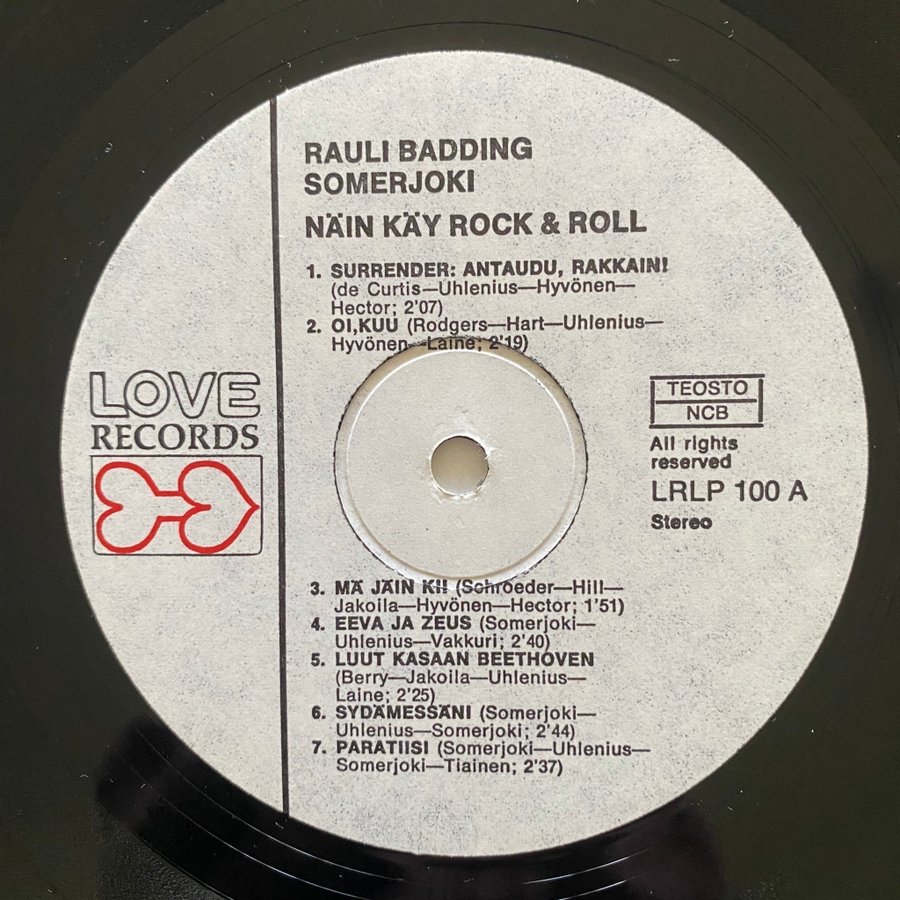 RAULI BADDING
SOMERJOKI
NÄIN KÄY ROCK & ROLL
1. SURRENDER: ANTAUDU, RAKKAIN!
(de Curtis—Uhlenius—Hyvönen—
Hector; 2'07)
2. OI,KUU (Rodgers—Hart—Uhlenius—
Hyvönen—Laine; 2'19)
LOVE
RECORDS
TEOSTO
NCB
All rights
reserved
LRLP 100 A
Stereo
3. MÄ JÄIN KII (Schroeder—Hill—
Jakoila—Hyvönen—Hector; 1'51)
4. EEVA JA ZEUS (Somerjoki—
Uhlenius—Vakkuri; 2'40)
5. LUUT KASAAN BEETHOVEN
(Berry—Jakoila—Uhlenius—
Laine; 2'25)
6. SYDÄMESSÄNI (Somerjoki—
Uhlenius—Somerjoki; 2'44)
7. PARATIISI (Somerjoki—Uhlenius—
Somerjoki—Tiainen; 2'37)